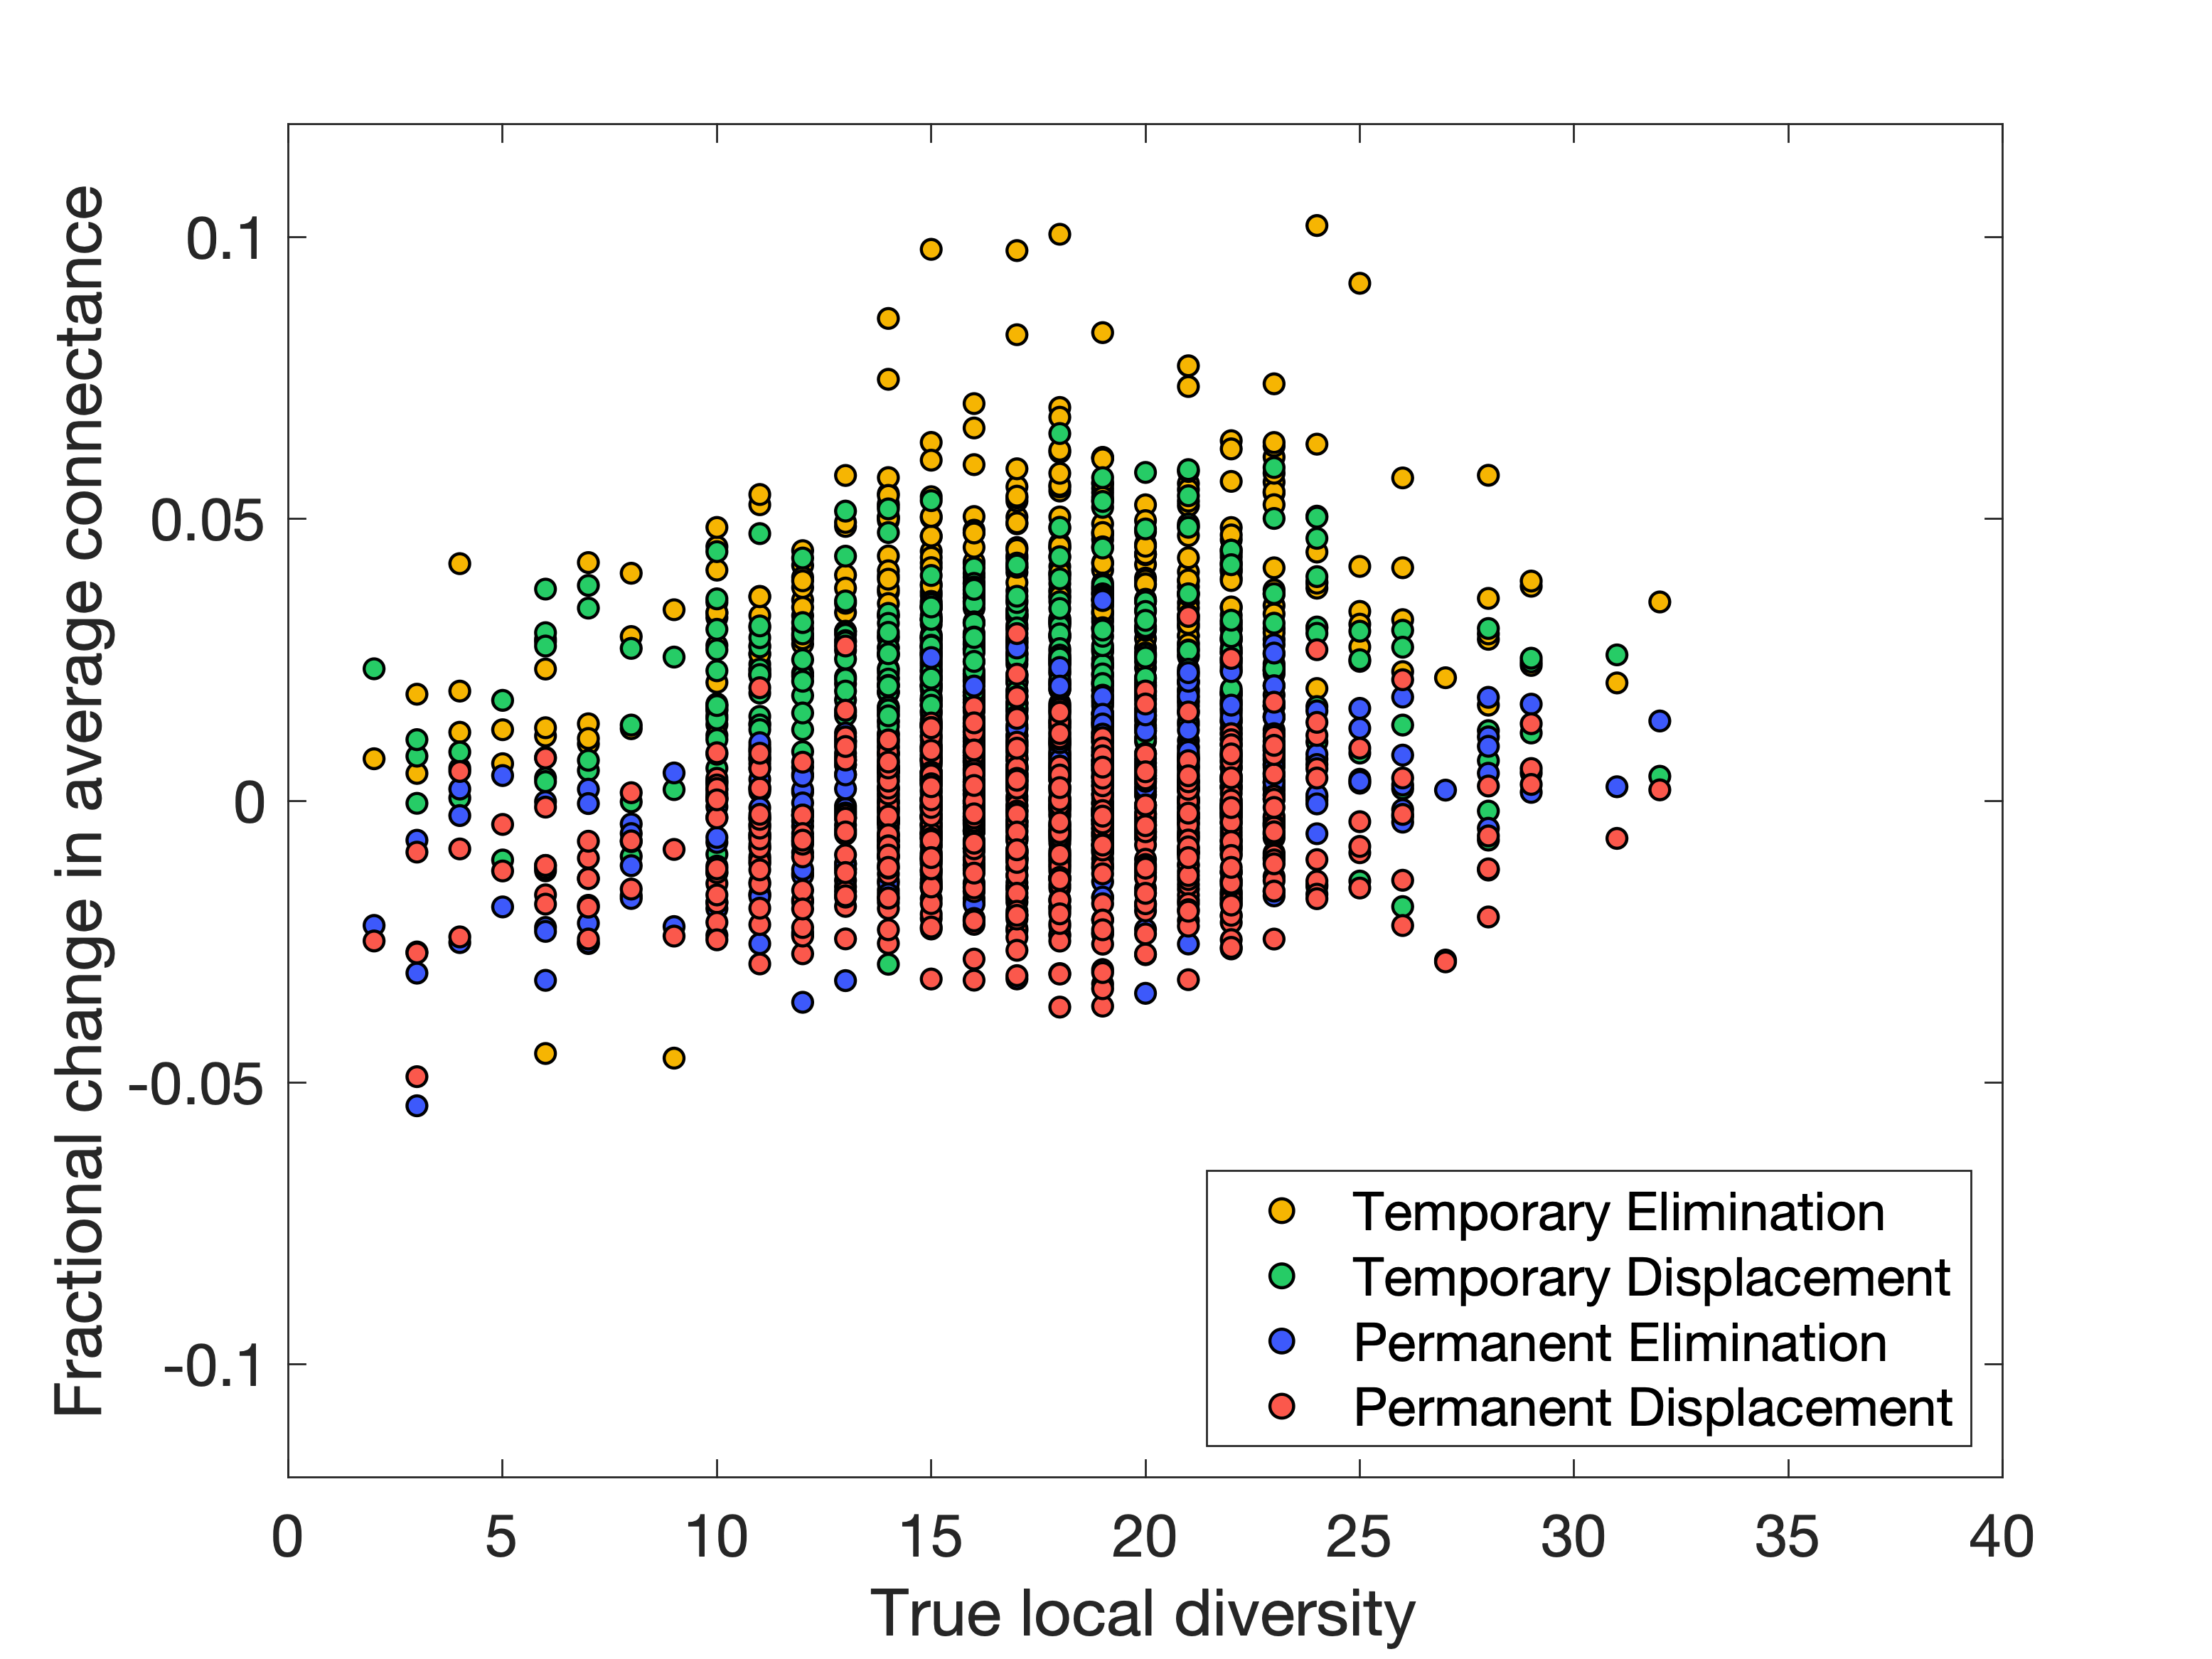 Fractional change in average connectance
0.1
0.05
0
-0.05
-0.1
Temporary Elimination
Temporary Displacement
Permanent Elimination
Permanent Displacement
0 5 10 15 20 25 30 35 40
True local diversity